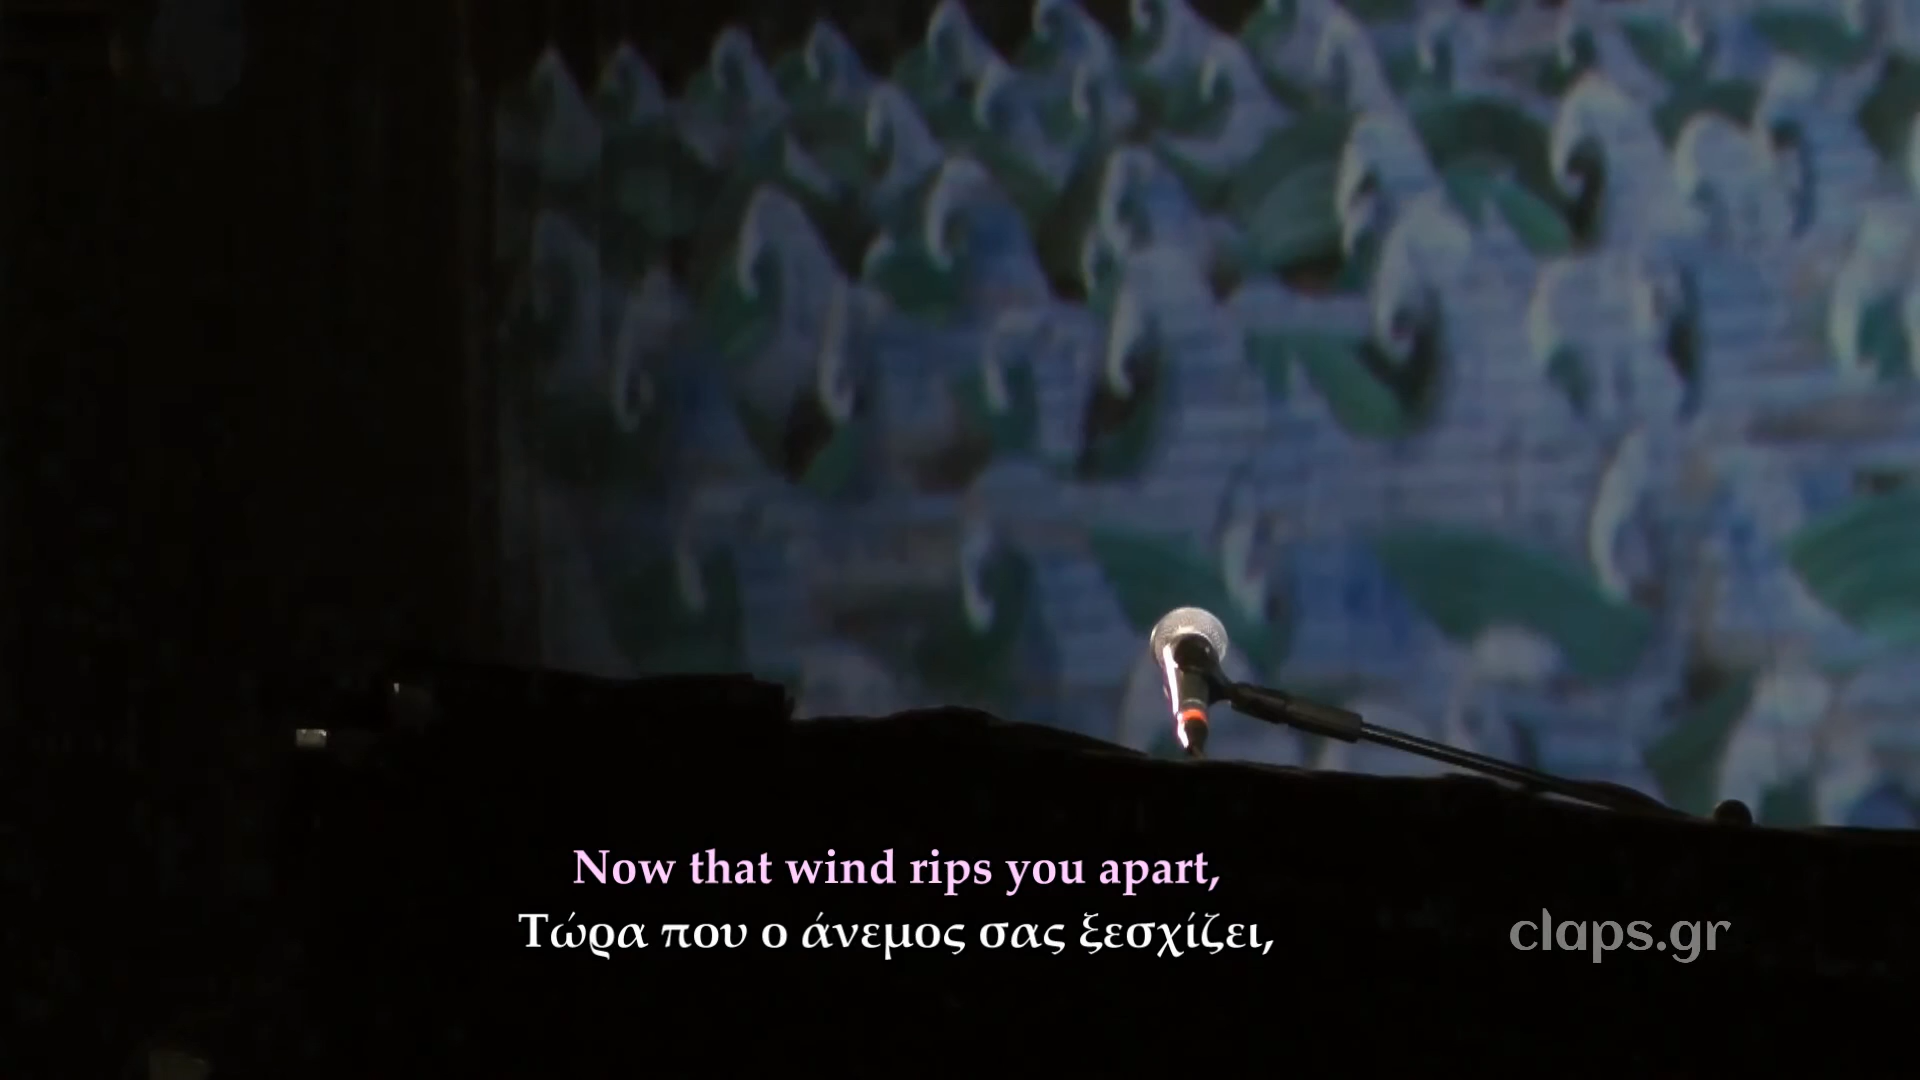 Now that wind rips you apart,
Τώρα που ο άνεμος σας ξεσχίζει,
claps.gr